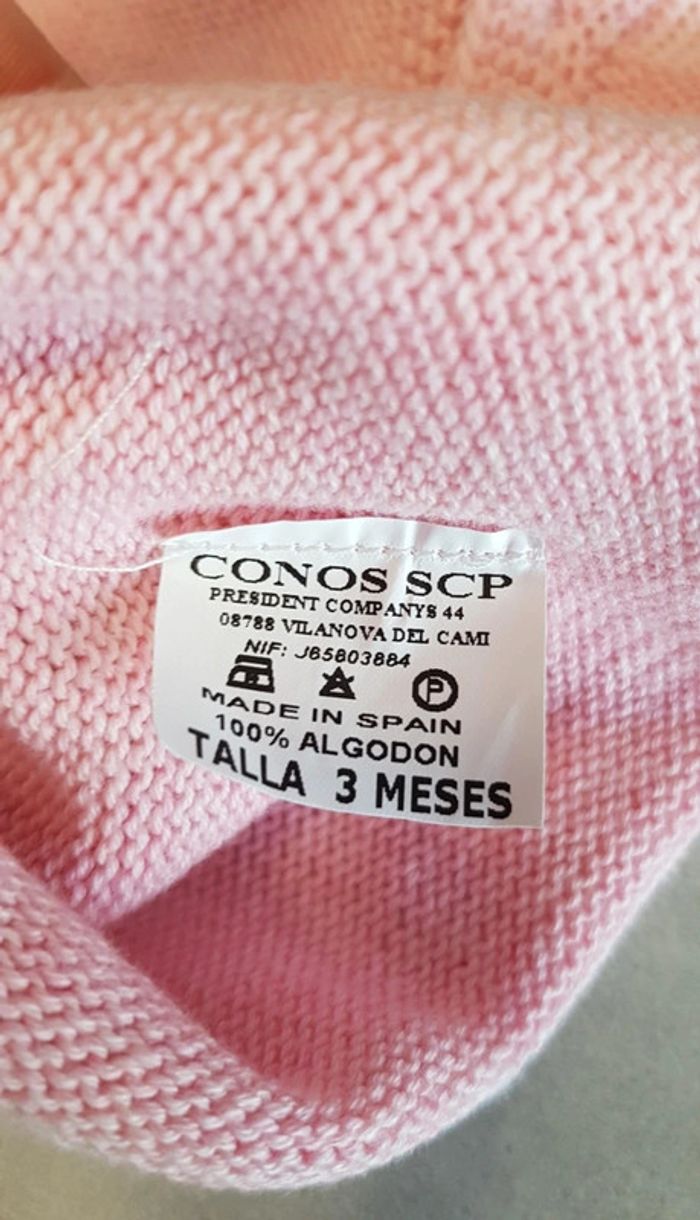 CONOS SCP
PRESIDENT COMPANYS 44
08788 VILANOVA DEL CAMI
NIF: J65803884
P
MADE IN SPAIN
100% ALGODON
TALLA 3 MESES